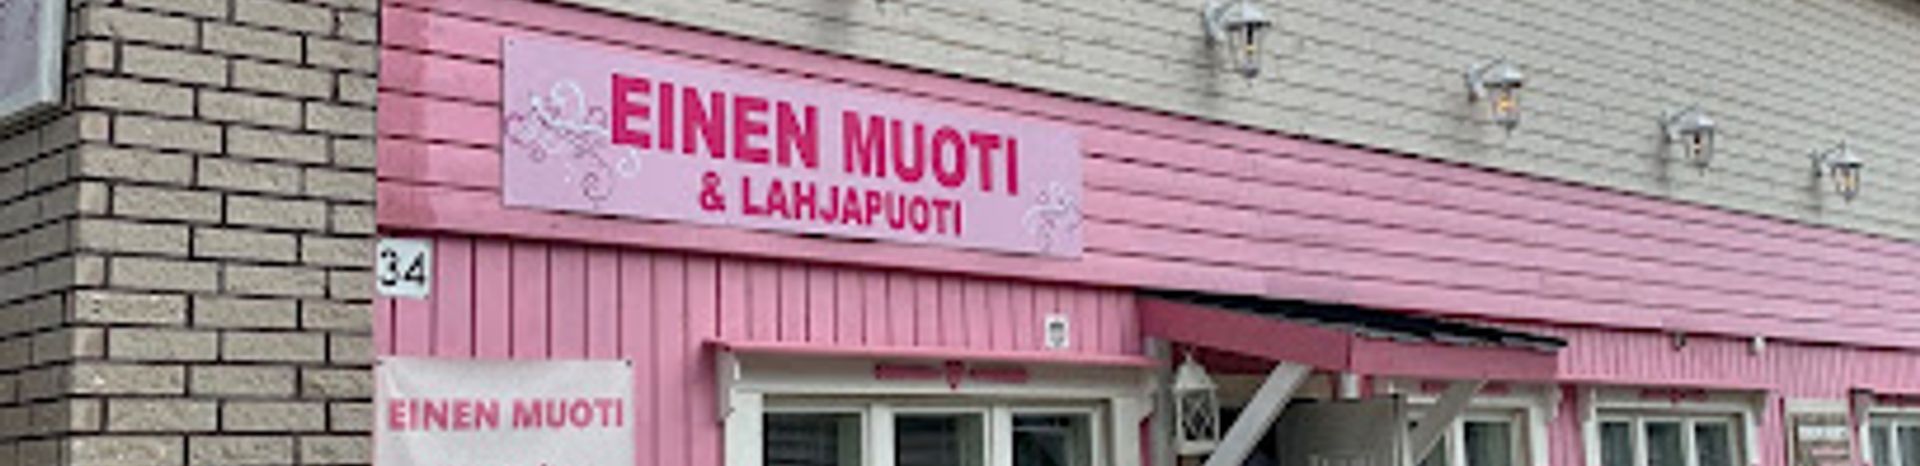 EINEN MUOTI
& LAHJAPUOTI
34
EINEN MUOTI